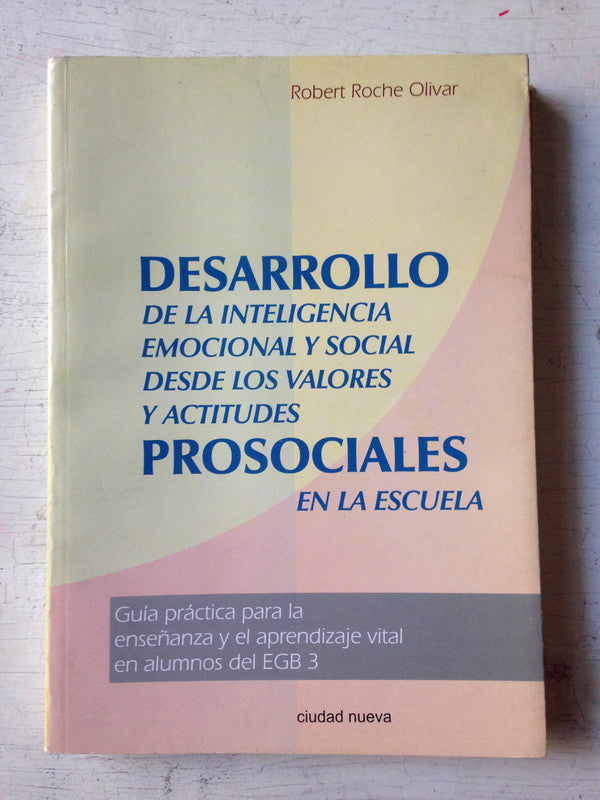 Robert Roche Olivar
DESARROLLO
DE LA INTELIGENCIA
EMOCIONAL Y SOCIAL
DESDE LOS VALORES
Y ACTITUDES
PROSOCIALES
EN LA ESCUELA
Guía práctica para la
enseñanza y el aprendizaje vital
en alumnos del EGB 3
ciudad nueva